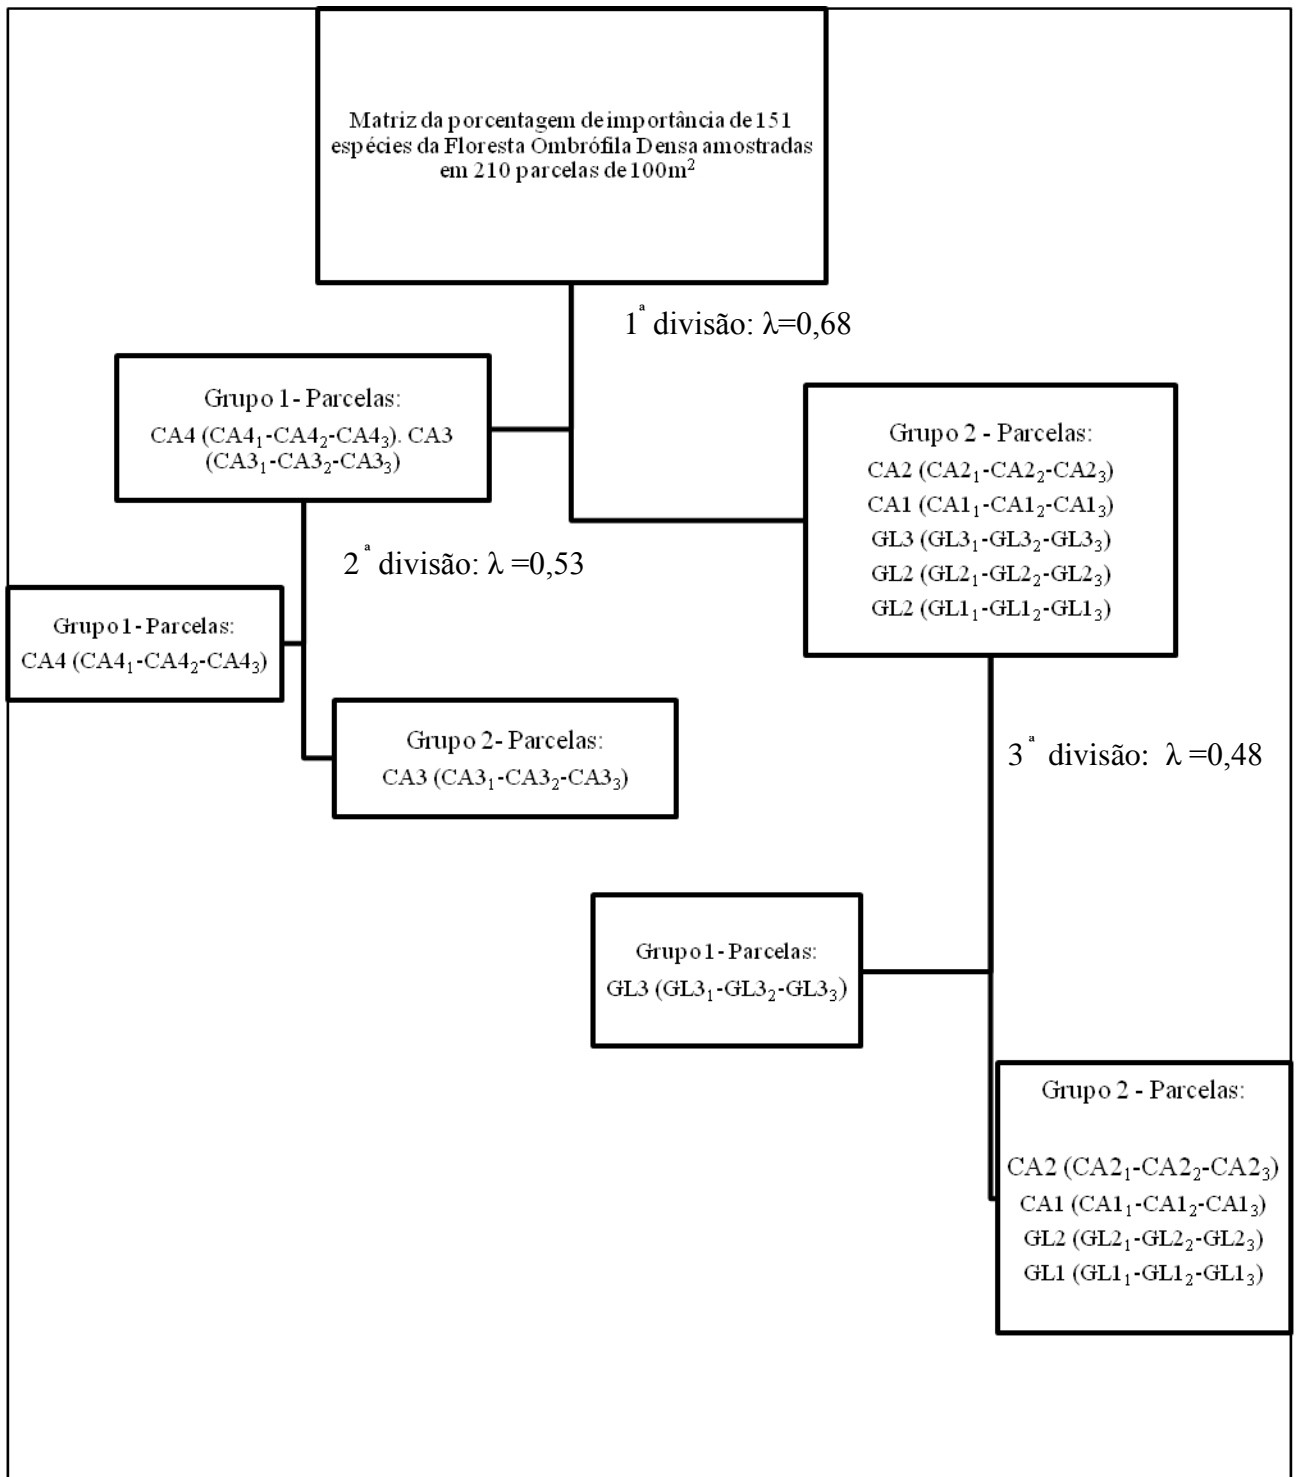 Matriz da porcentagem de importância de 151
espécies da Floresta Ombrófila Densa amostradas
em 210 parcelas de 100m²
1ª divisão: λ=0,68
Grupo 1- Parcelas:
CA4 (CA4₁-CA4₂-CA4₃). CA3
(CA3₁-CA3₂-CA3₃)
Grupo 2 - Parcelas:
CA2 (CA2₁-CA2₂-CA2₃)
CA1 (CA1₁-CA1₂-CA1₃)
GL3 (GL3₁-GL3₂-GL3₃)
GL2 (GL2₁-GL2₂-GL2₃)
GL2 (GL1₁-GL1₂-GL1₃)
2ª divisão: λ =0,53
Grupo 1- Parcelas:
CA4 (CA4₁-CA4₂-CA4₃)
Grupo 2- Parcelas:
CA3 (CA3₁-CA3₂-CA3₃)
3ª divisão: λ =0,48
Grupo 1- Parcelas:
GL3 (GL3₁-GL3₂-GL3₃)
Grupo 2 - Parcelas:
CA2 (CA2₁-CA2₂-CA2₃)
CA1 (CA1₁-CA1₂-CA1₃)
GL2 (GL2₁-GL2₂-GL2₃)
GL1 (GL1₁-GL1₂-GL1₃)